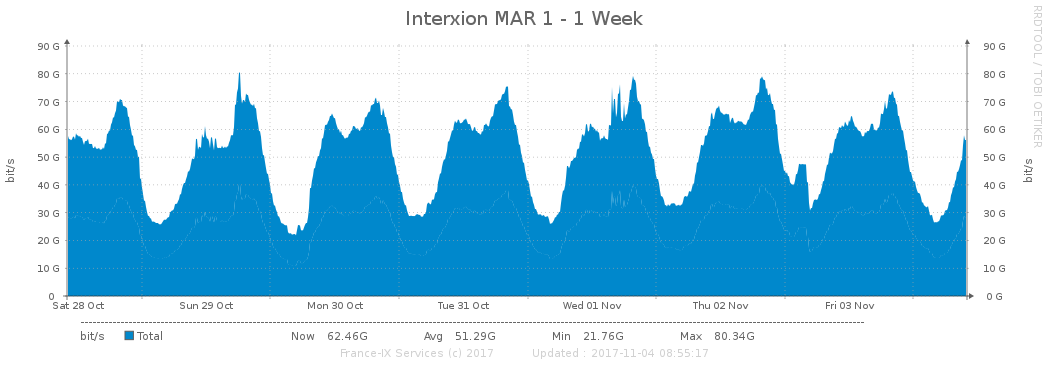 Interxion MAR 1 - 1 Week
RRDTOOL / TOBI OETIKER
90 G 90 G
80 G 80 G
70 G 70 G
60 G 60 G
50 G 50 G
40 G 40 G
30 G 30 G
20 G 20 G
10 G 10 G
0 0 G
bit/s
bit/s
Sat 28 Oct Sun 29 Oct Mon 30 Oct Tue 31 Oct Wed 01 Nov Thu 02 Nov Fri 03 Nov
bit/s Total Now 62.46G Avg 51.29G Min 21.76G Max 80.34G
France-IX Services (c) 2017 Updated : 2017-11-04 08:55:17